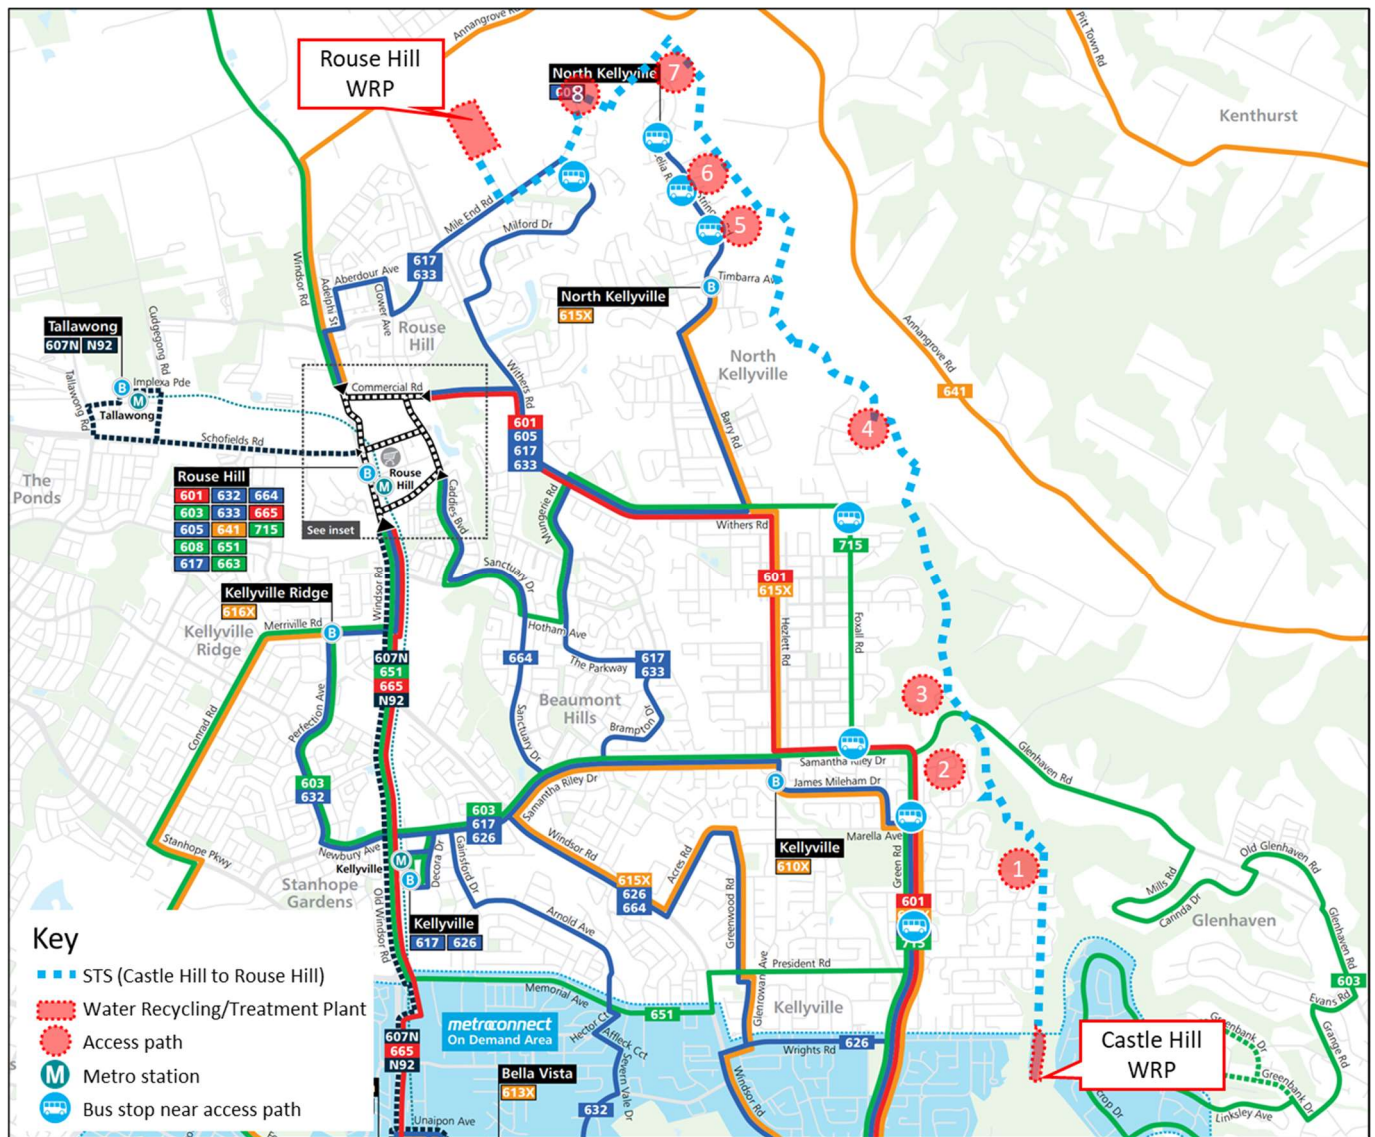 Annangrove Rd
Pitt Town Rd
Rouse Hill
WRP
North Kellyville
7
8
Kenthurst
6
5
Mile End Rd
Milford Dr
617
633
Windsor Rd
Adelphi St
Aberdour Ave
Clower Ave
Rouse
Hill
Timbarra Av
North Kellyville
615X
North
Kellyville
Annangrove Rd
641
Tallawong
607N N92
Cudgegong Rd
Tallawong Rd
B
Implexa Pde
M
Tallawong
Schofields Rd
Commercial Rd
Withers Rd
601
605
617
633
Barry Rd
4
The
Ponds
B
Rouse
Hill
M
Rouse Hill
601 632 664
603 633 665
605 641 715
608 651
617 663
See inset
Caddies Blvd
Mungerie Rd
Withers Rd
715
Sanctuary Dr
601
615X
Hezlett Rd
Foxall Rd
Windsor Rd
Kellyville Ridge
616X
Merriville Rd
B
Kellyville
Ridge
Hotham Ave
607N
651
665
N92
664
The Parkway
617
633
Beaumont
Hills
Brampton Dr
Sanctuary Dr
3
Conrad Rd
Perfection Ave
Samantha Riley Dr
2
Glenhaven Rd
B
James Mileham Dr
603
632
Samantha Riley Dr
603
617
626
Windsor Rd
Marella Ave
Newbury Ave
Kellyville
M
B
Decora Dr
Gainsford Dr
Stanhope Pkwy
Stanhope
Gardens
Acres Rd
Kellyville
610X
Green Rd
1
Old Glenhaven Rd
Mills Rd
Carinda Dr
Glenhaven
Glenhaven Rd
615X
626
664
Greenwood Rd
601
715
Old Windsor Rd
Arnold Ave
Kellyville
617 626
President Rd
Memorial Ave
651
Glenrowan Ave
Kellyville
603
Evans Rd
Grange Rd
Key
STS (Castle Hill to Rouse Hill)
Water Recycling/Treatment Plant
Access path
M
Metro station
Bus stop near access path
607N
665
N92
metroconnect
On Demand Area
Hector Ct
Affleck Cct
Severn Vale Dr
Wrights Rd
626
Windsor Rd
Castle Hill
WRP
Greenbank Dr
Greenbank Dr
Linksley Ave
Bella Vista
613X
632
Unaipon Ave